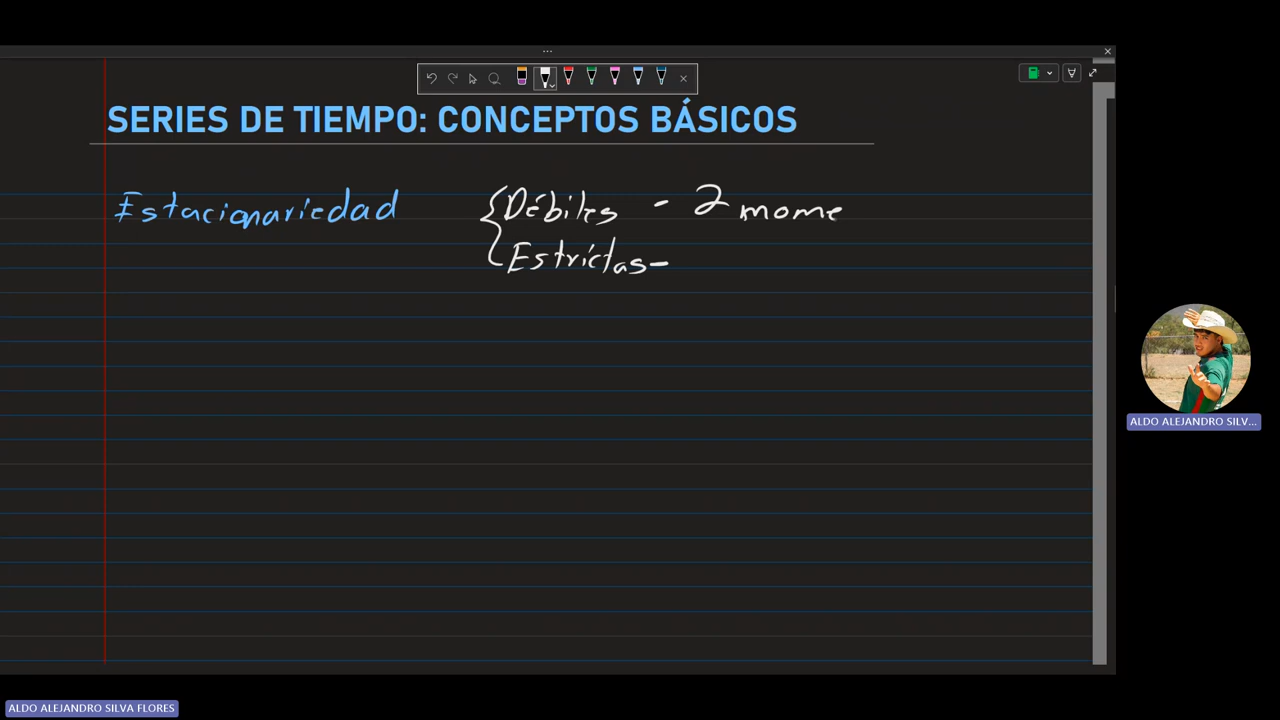 SERIES DE TIEMPO: CONCEPTOS BÁSICOS
Estacionariedad { Débiles - 2 mome
Estrictas -
ALDO ALEJANDRO SILV...
ALDO ALEJANDRO SILVA FLORES